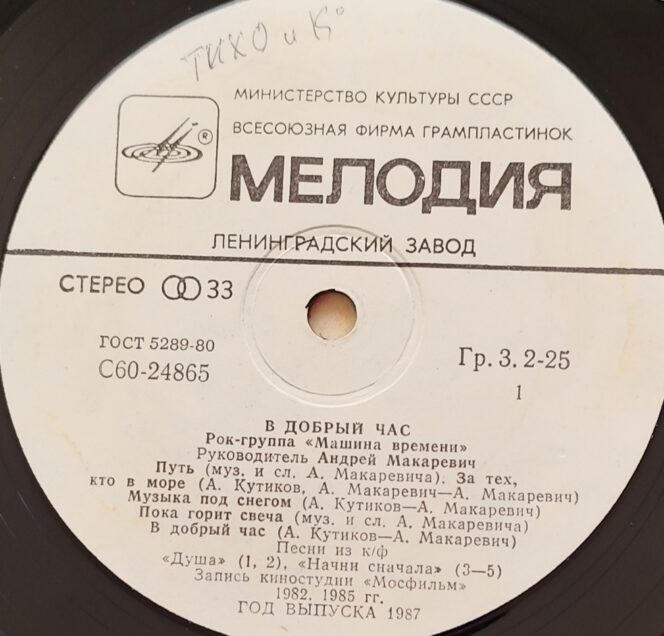 ТИХО и К°
МИНИСТЕРСТВО КУЛЬТУРЫ СССР
ВСЕСОЮЗНАЯ ФИРМА ГРАМПЛАСТИНОК
®
МЕЛОДИЯ
ЛЕНИНГРАДСКИЙ ЗАВОД
СТЕРЕО 33
ГОСТ 5289-80
С60-24865
Гр. 3. 2-25
1
В ДОБРЫЙ ЧАС
Рок-группа «Машина времени»
Руководитель Андрей Макаревич
Путь (муз. и сл. А. Макаревича). За тех,
кто в море (А. Кутиков, А. Макаревич—А. Макаревич)
Музыка под снегом (А. Кутиков—А. Макаревич)
Пока горит свеча (муз. и сл. А. Макаревича)
В добрый час (А. Кутиков—А. Макаревич)
Песни из к/ф
«Душа» (1, 2), «Начни сначала» (3—5)
Запись киностудии «Мосфильм»
1982, 1985 гг.
ГОД ВЫПУСКА 1987